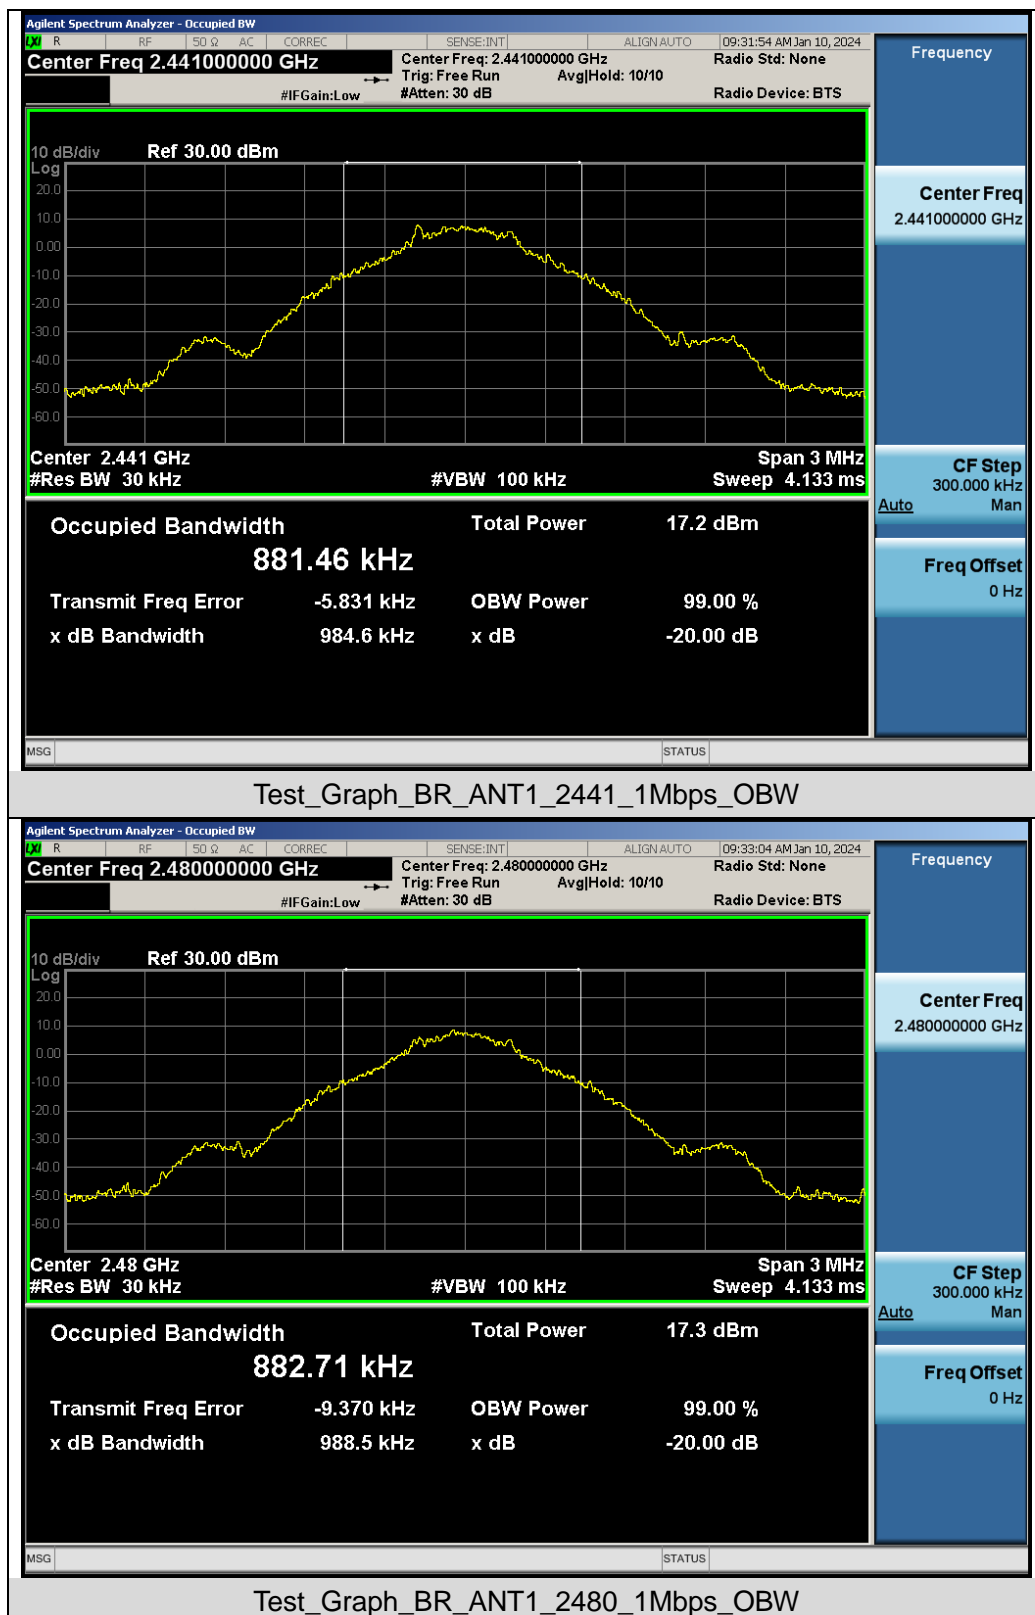 Agilent Spectrum Analyzer - Occupied BW
LXI R RF 50 Ω AC CORREC SENSE:INT ALIGN AUTO 09:31:54 AM Jan 10, 2024
Center Freq 2.441000000 GHz Center Freq: 2.441000000 GHz Radio Std: None
Trig: Free Run Avg|Hold: 10/10
#IFGain:Low #Atten: 30 dB Radio Device: BTS
Frequency
10 dB/div Ref 30.00 dBm
Log
20.0
10.0
0.00
-10.0
-20.0
-30.0
-40.0
-50.0
-60.0
Center 2.441 GHz Span 3 MHz
#Res BW 30 kHz #VBW 100 kHz Sweep 4.133 ms
Center Freq
2.441000000 GHz
CF Step
300.000 kHz
Auto Man
Freq Offset
0 Hz
Occupied Bandwidth Total Power 17.2 dBm
881.46 kHz
Transmit Freq Error -5.831 kHz OBW Power 99.00 %
x dB Bandwidth 984.6 kHz x dB -20.00 dB
MSG STATUS
Test_Graph_BR_ANT1_2441_1Mbps_OBW
Agilent Spectrum Analyzer - Occupied BW
LXI R RF 50 Ω AC CORREC SENSE:INT ALIGN AUTO 09:33:04 AM Jan 10, 2024
Center Freq 2.480000000 GHz Center Freq: 2.480000000 GHz Radio Std: None
Trig: Free Run Avg|Hold: 10/10
#IFGain:Low #Atten: 30 dB Radio Device: BTS
Frequency
10 dB/div Ref 30.00 dBm
Log
20.0
10.0
0.00
-10.0
-20.0
-30.0
-40.0
-50.0
-60.0
Center 2.48 GHz Span 3 MHz
#Res BW 30 kHz #VBW 100 kHz Sweep 4.133 ms
Center Freq
2.480000000 GHz
CF Step
300.000 kHz
Auto Man
Freq Offset
0 Hz
Occupied Bandwidth Total Power 17.3 dBm
882.71 kHz
Transmit Freq Error -9.370 kHz OBW Power 99.00 %
x dB Bandwidth 988.5 kHz x dB -20.00 dB
MSG STATUS
Test_Graph_BR_ANT1_2480_1Mbps_OBW